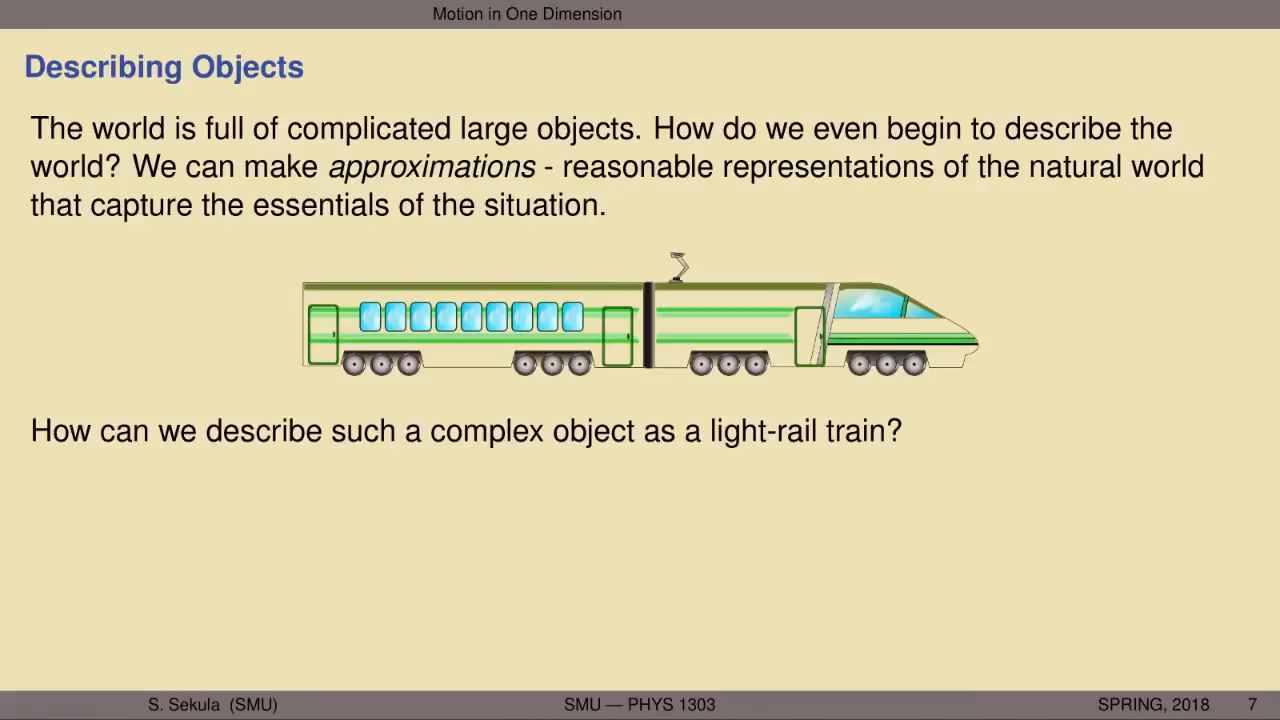 Motion in One Dimension
Describing Objects
The world is full of complicated large objects. How do we even begin to describe the
world? We can make approximations - reasonable representations of the natural world
that capture the essentials of the situation.
How can we describe such a complex object as a light-rail train?
S. Sekula (SMU)
SMU — PHYS 1303
SPRING, 2018
7